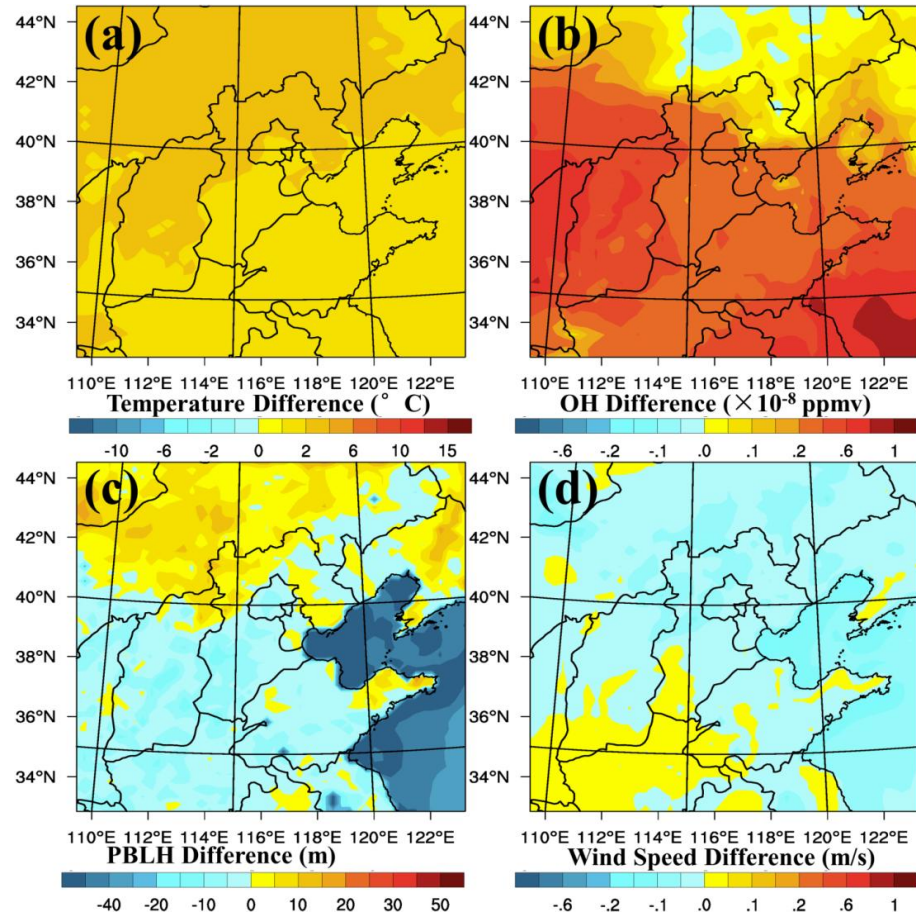 (a)
44°N
42°N
40°N
38°N
36°N
34°N
110°E 112°E 114°E 116°E 118°E 120°E 122°E
Temperature Difference (° C)
-10 -6 -2 0 2 6 10 15
(b)
44°N
42°N
40°N
38°N
36°N
34°N
110°E 112°E 114°E 116°E 118°E 120°E 122°E
OH Difference (×10⁻⁸ ppmv)
-.6 -.2 -.1 .0 .1 .2 .6 1
(c)
44°N
42°N
40°N
38°N
36°N
34°N
110°E 112°E 114°E 116°E 118°E 120°E 122°E
PBLH Difference (m)
-40 -20 -10 0 10 20 30 50
(d)
44°N
42°N
40°N
38°N
36°N
34°N
110°E 112°E 114°E 116°E 118°E 120°E 122°E
Wind Speed Difference (m/s)
-.6 -.2 -.1 .0 .1 .2 .6 1